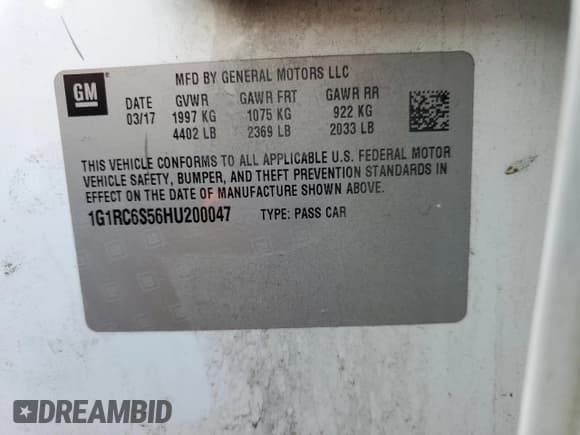 GM
MFD BY GENERAL MOTORS LLC
DATE GVWR GAWR FRT GAWR RR
03/17 1997 KG 1075 KG 922 KG
4402 LB 2369 LB 2033 LB
THIS VEHICLE CONFORMS TO ALL APPLICABLE U.S. FEDERAL MOTOR
VEHICLE SAFETY, BUMPER, AND THEFT PREVENTION STANDARDS IN
EFFECT ON THE DATE OF MANUFACTURE SHOWN ABOVE.
1G1RC6S56HU200047 TYPE: PASS CAR
DREAMBID